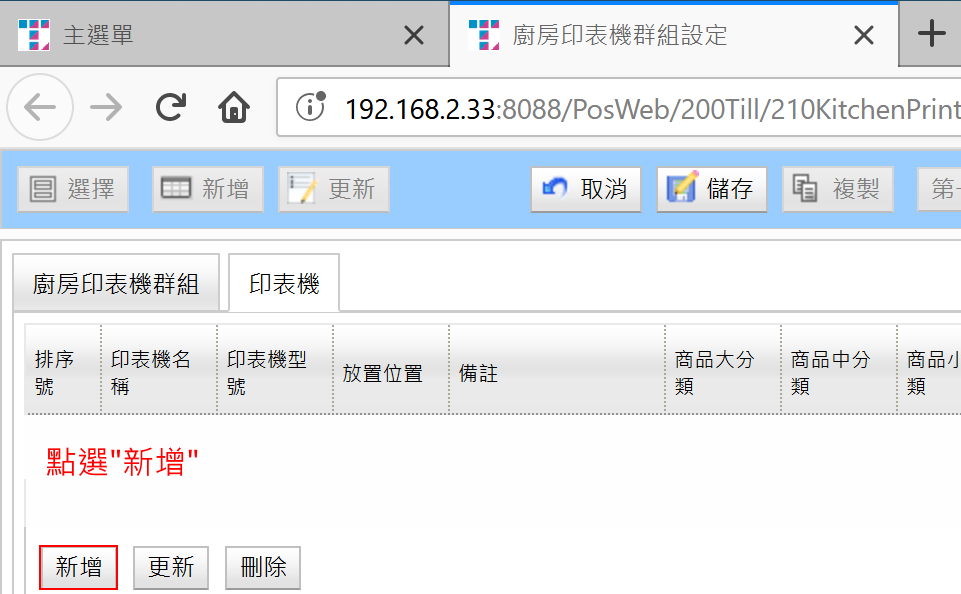 主選單
廚房印表機群組設定
192.168.2.33:8088/PosWeb/200Till/210KitchenPrint
選擇 新增 更新 取消 儲存 複製 第一
廚房印表機群組 印表機
排序號 印表機名稱 印表機型號 放置位置 備註 商品大分類 商品中分類 商品小類
點選"新增"
新增 更新 刪除